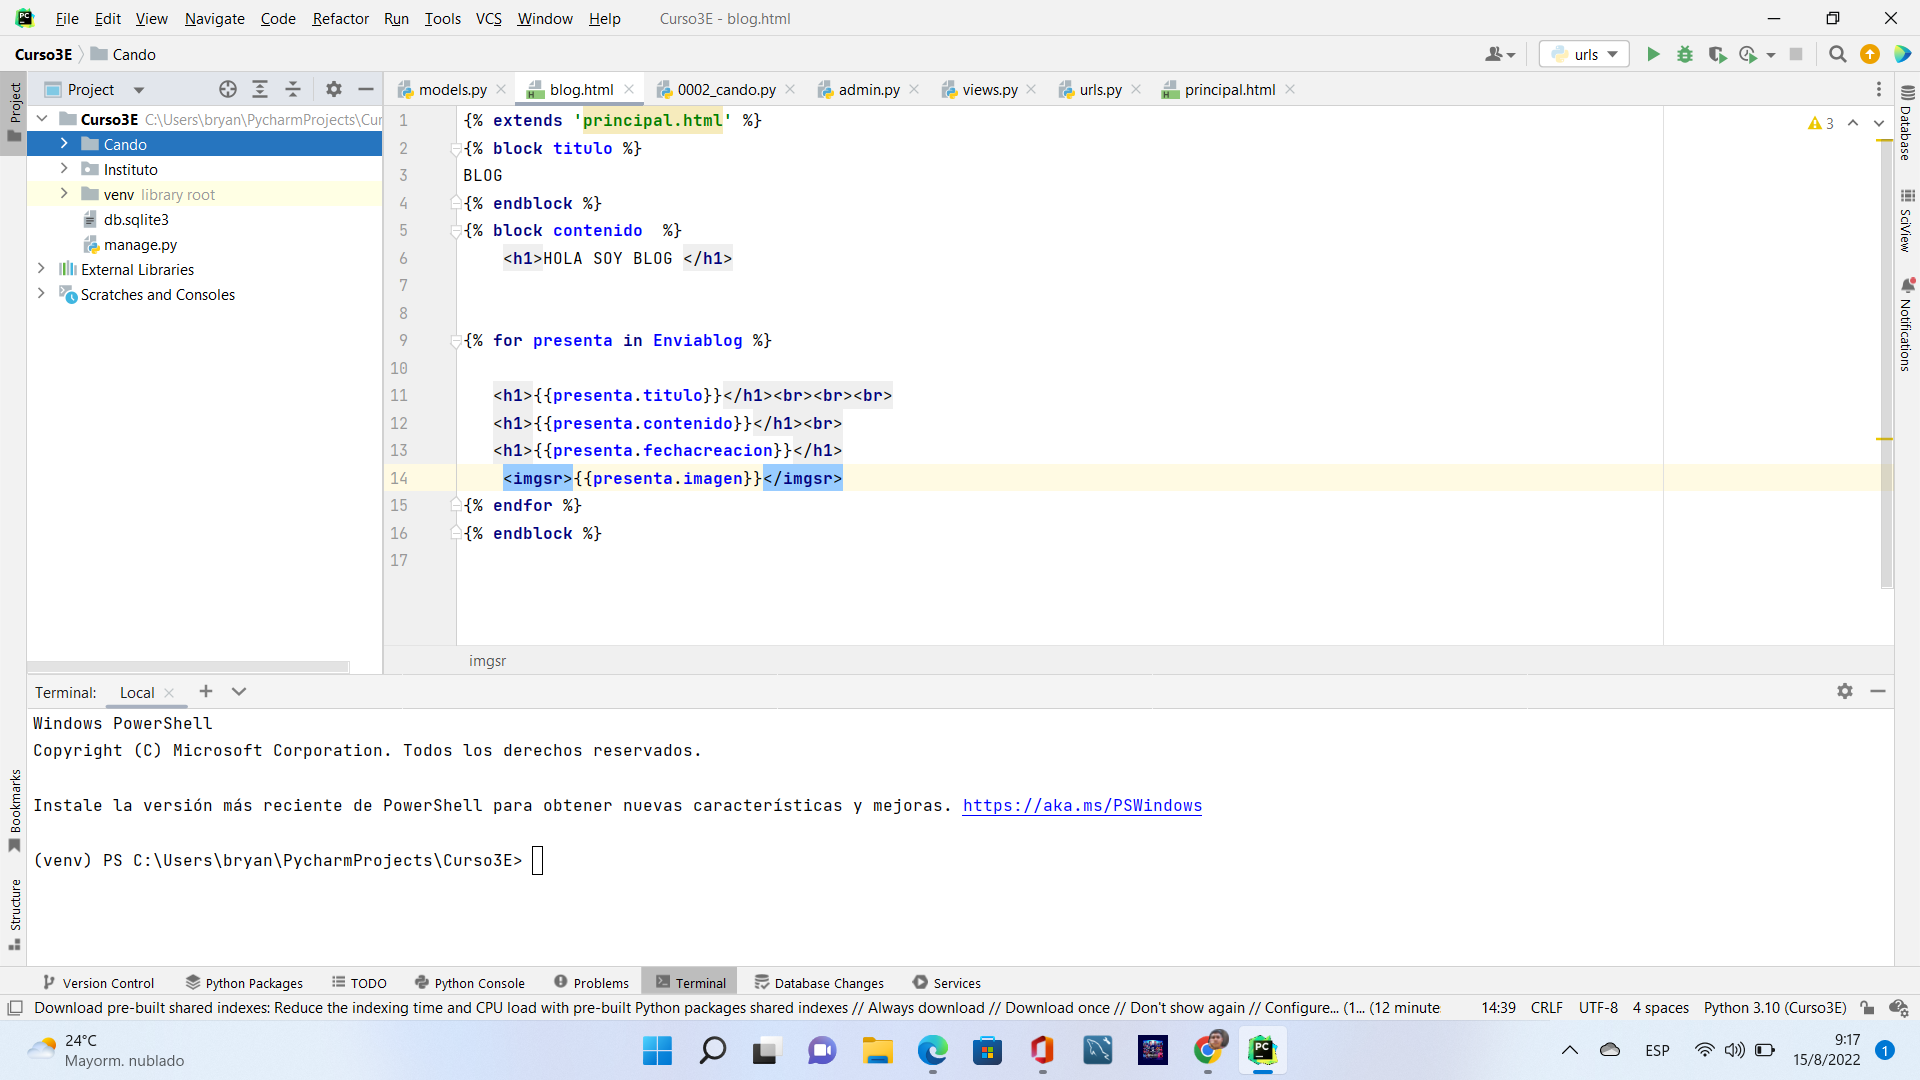 File Edit View Navigate Code Refactor Run Tools VCS Window Help Curso3E - blog.html
Curso3E Cando urls
Project models.py blog.html 0002_cando.py admin.py views.py urls.py principal.html
Project
Curso3E C:\Users\bryan\PycharmProjects\Cur
Cando
Instituto
venv library root
db.sqlite3
manage.py
External Libraries
Scratches and Consoles
1 {% extends 'principal.html' %}
2 {% block titulo %}
3 BLOG
4 {% endblock %}
5 {% block contenido  %}
6 <h1>HOLA SOY BLOG </h1>
7
8
9 {% for presenta in Enviablog %}
10
11 <h1>{{presenta.titulo}}</h1><br><br><br>
12 <h1>{{presenta.contenido}}</h1><br>
13 <h1>{{presenta.fechacreacion}}</h1>
14 <imgsr>{{presenta.imagen}}</imgsr>
15 {% endfor %}
16 {% endblock %}
17
3
Database
SciView
Notifications
imgsr
Terminal: Local
Windows PowerShell
Copyright (C) Microsoft Corporation. Todos los derechos reservados.
Instale la versión más reciente de PowerShell para obtener nuevas características y mejoras. https://aka.ms/PSWindows
(venv) PS C:\Users\bryan\PycharmProjects\Curso3E>
Bookmarks
Structure
Version Control Python Packages TODO Python Console Problems Terminal Database Changes Services
Download pre-built shared indexes: Reduce the indexing time and CPU load with pre-built Python packages shared indexes // Always download // Download once // Don't show again // Configure... (1... (12 minute 14:39 CRLF UTF-8 4 spaces Python 3.10 (Curso3E)
24°C
Mayorm. nublado
ESP
9:17
15/8/2022
1